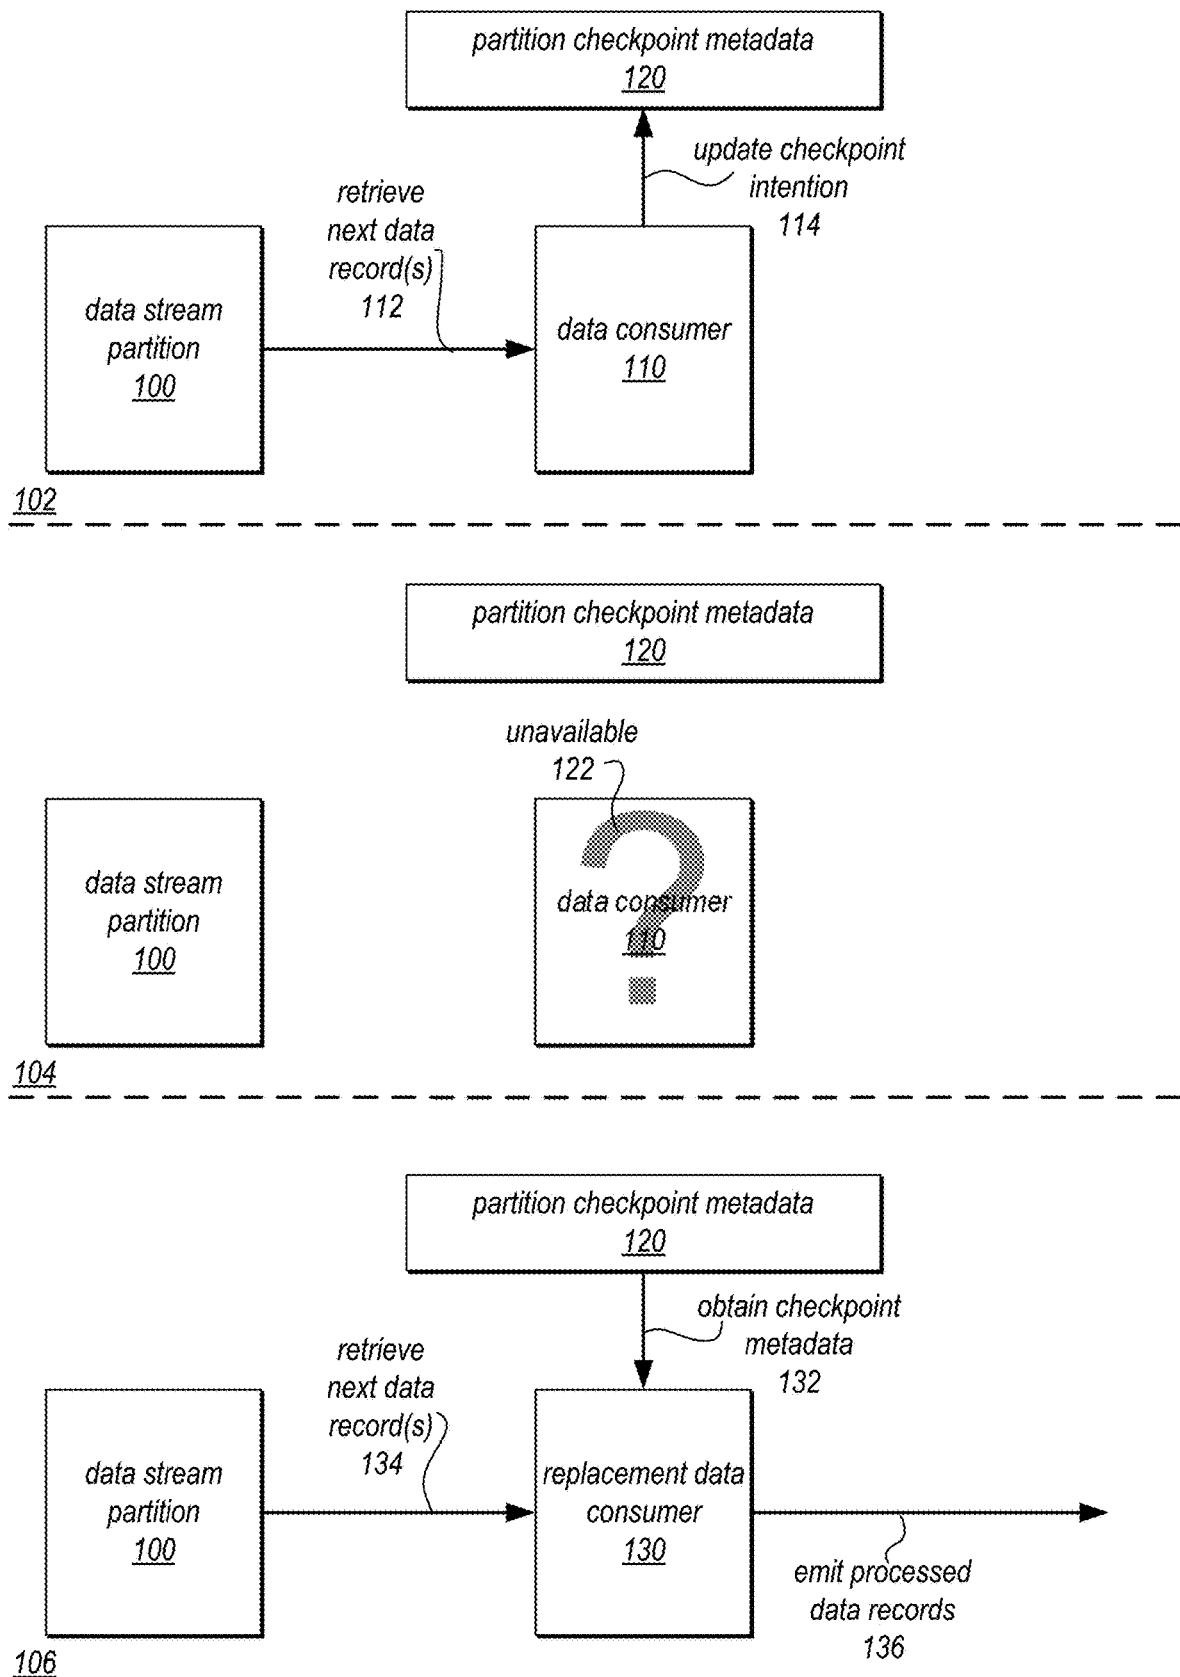 partition checkpoint metadata
120
update checkpoint
intention
114
retrieve
next data
record(s)
112
data stream
partition
100
data consumer
110
102
partition checkpoint metadata
120
unavailable
122
data stream
partition
100
?
data consumer
110
104
partition checkpoint metadata
120
obtain checkpoint
metadata
132
retrieve
next data
record(s)
134
data stream
partition
100
replacement data
consumer
130
emit processed
data records
136
106